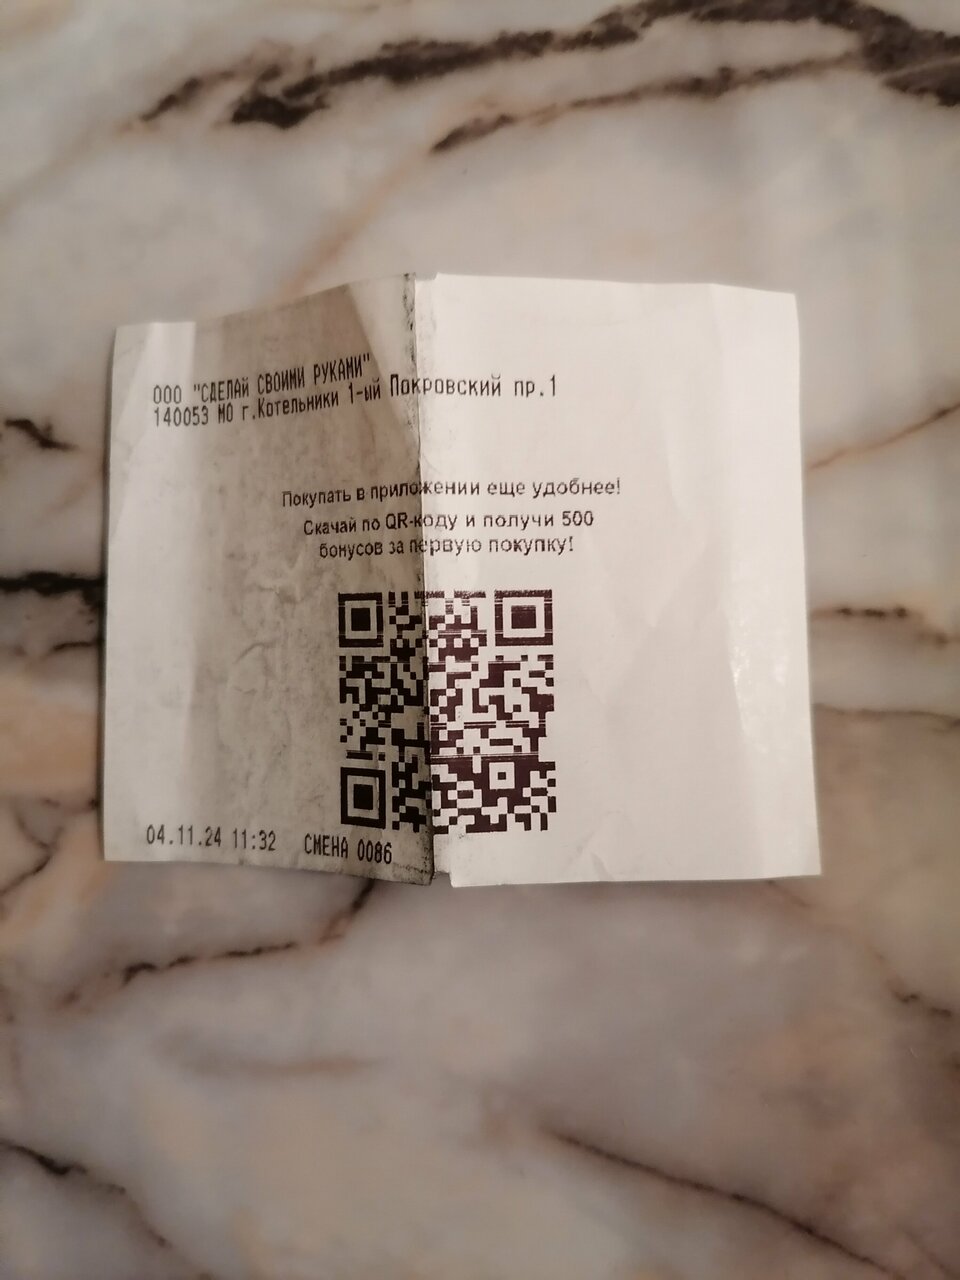 ООО "СДЕЛАЙ СВОИМИ РУКАМИ"
140053 МО г.Котельники 1-ый Покровский пр.1
Покупать в приложении еще удобнее!
Скачай по QR-коду и получи 500
бонусов за первую покупку!
04.11.24 11:32 СМЕНА 0086